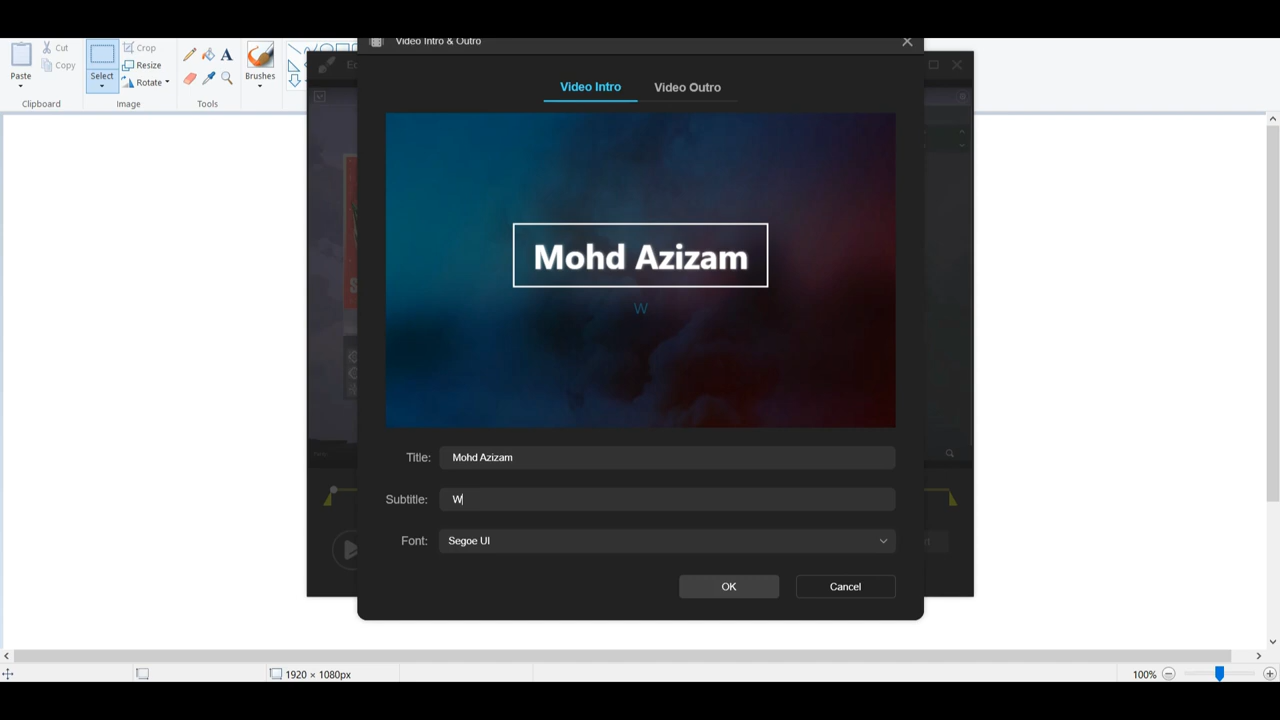 Video Intro & Outro
Cut
Copy
Paste
Clipboard
Select
Crop
Resize
Rotate
Image
Tools
Brushes
Video Intro
Video Outro
Mohd Azizam
W
Title:
Mohd Azizam
Subtitle:
W
Font:
Segoe UI
OK
Cancel
1920 × 1080px
100%